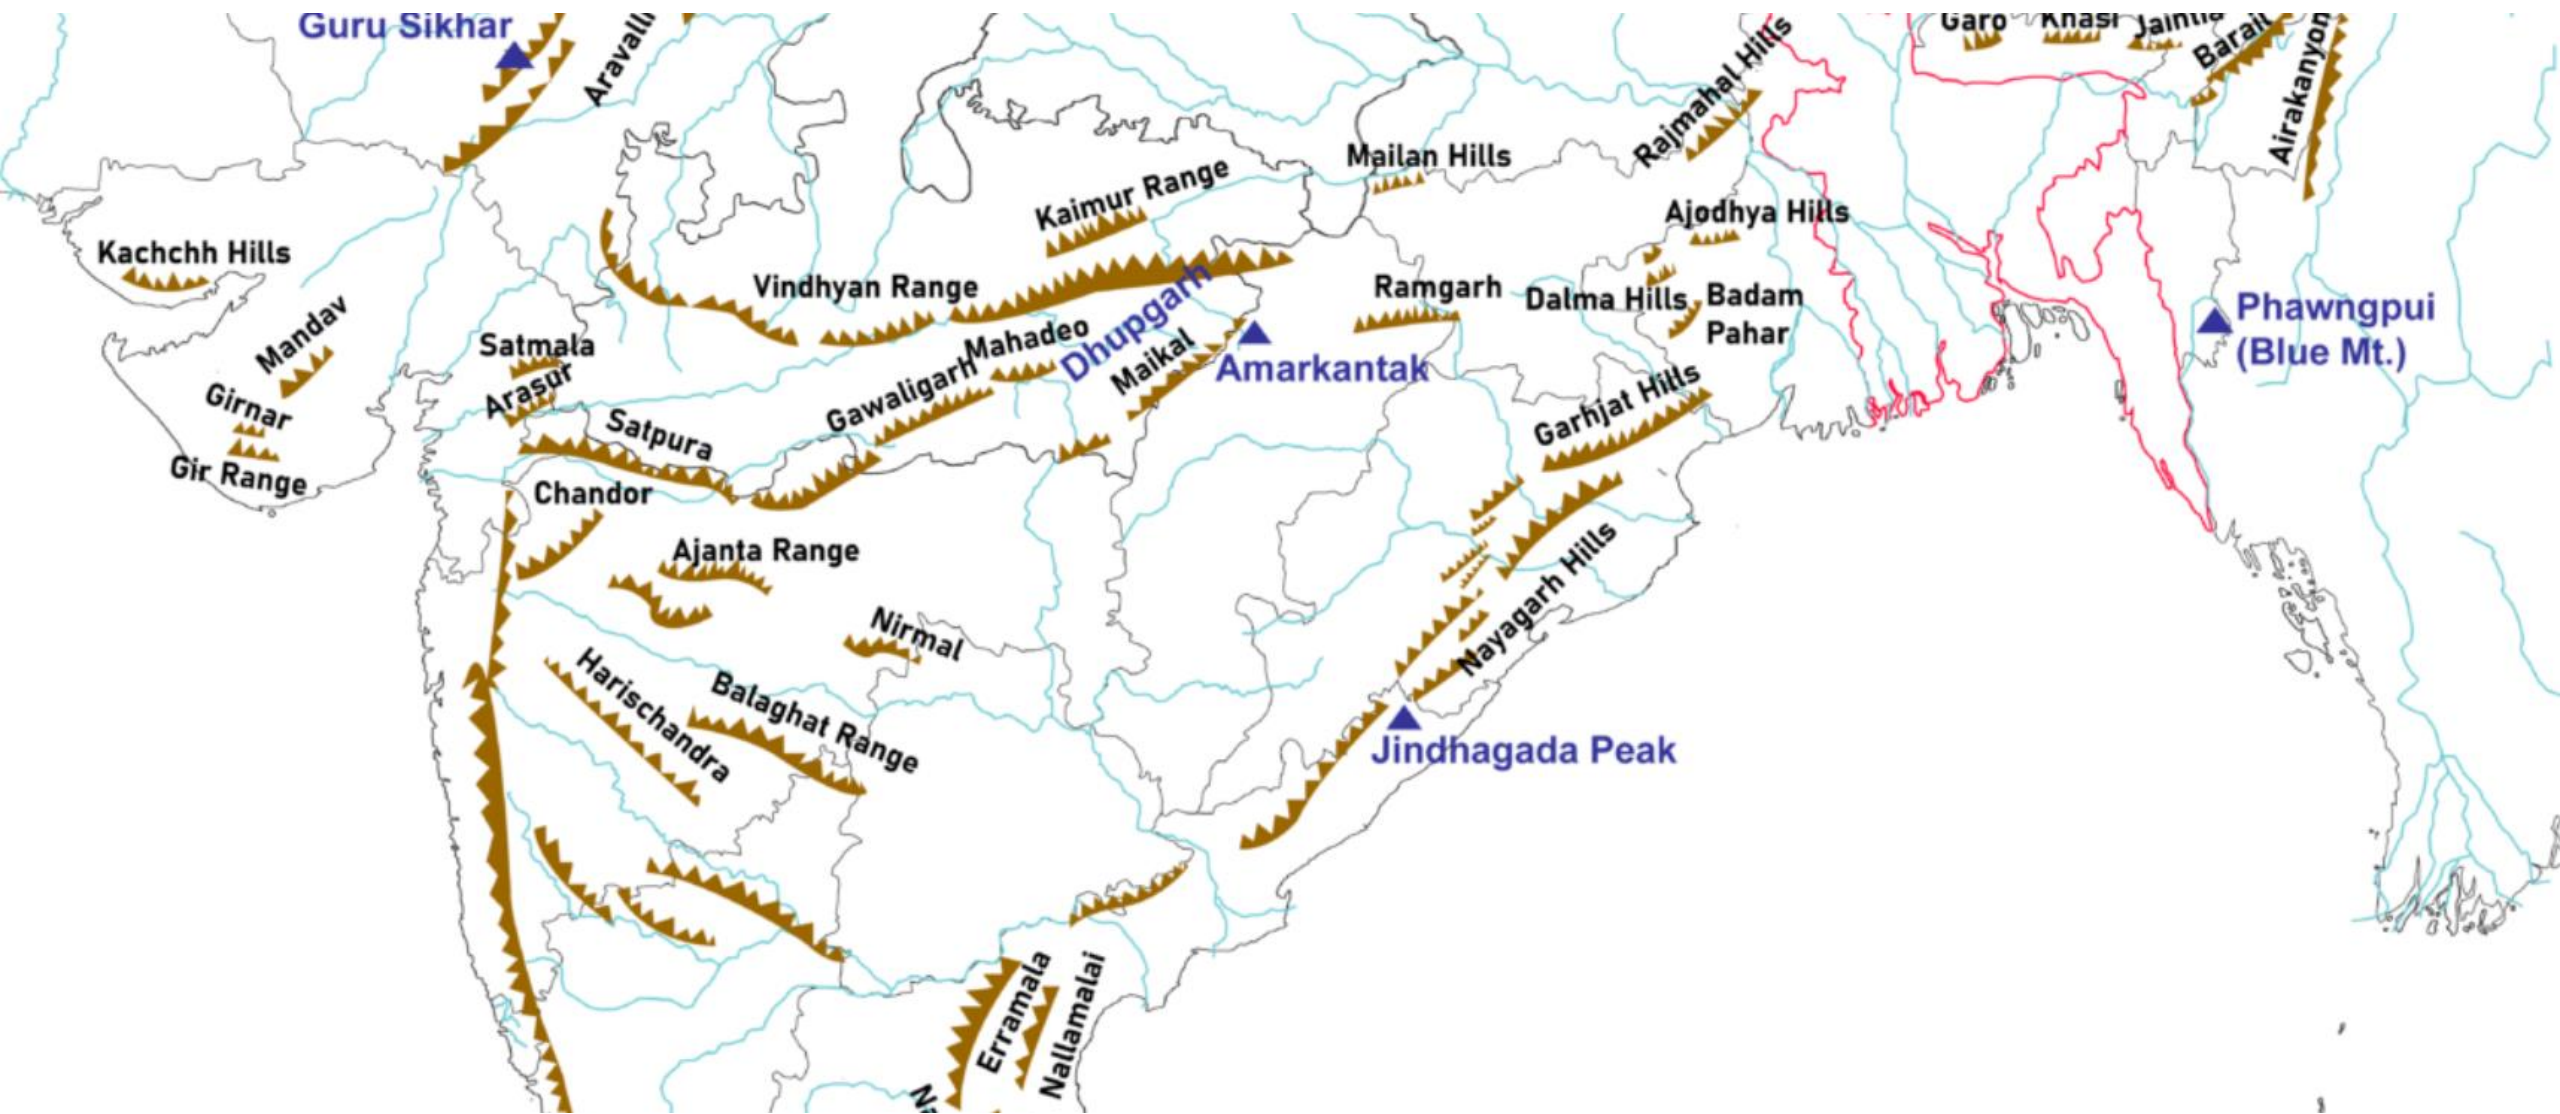 Guru Sikhar
Aravalli
Garo
Khasi
Jaintia
Barail
Airakanyon
Rajmahal Hills
Mailan Hills
Kaimur Range
Ajodhya Hills
Kachchh Hills
Vindhyan Range
Dhupgarh
Ramgarh
Dalma Hills
Badam
Pahar
Phawngpui
(Blue Mt.)
Mandav
Satmala
Mahadeo
Maikal
Amarkantak
Arasur
Girnar
Gawaligarh
Satpura
Garhjat Hills
Gir Range
Chandor
Ajanta Range
Nayagarh Hills
Nirmal
Harischandra
Balaghat Range
Jindhagada Peak
Erramala
Nallamalai